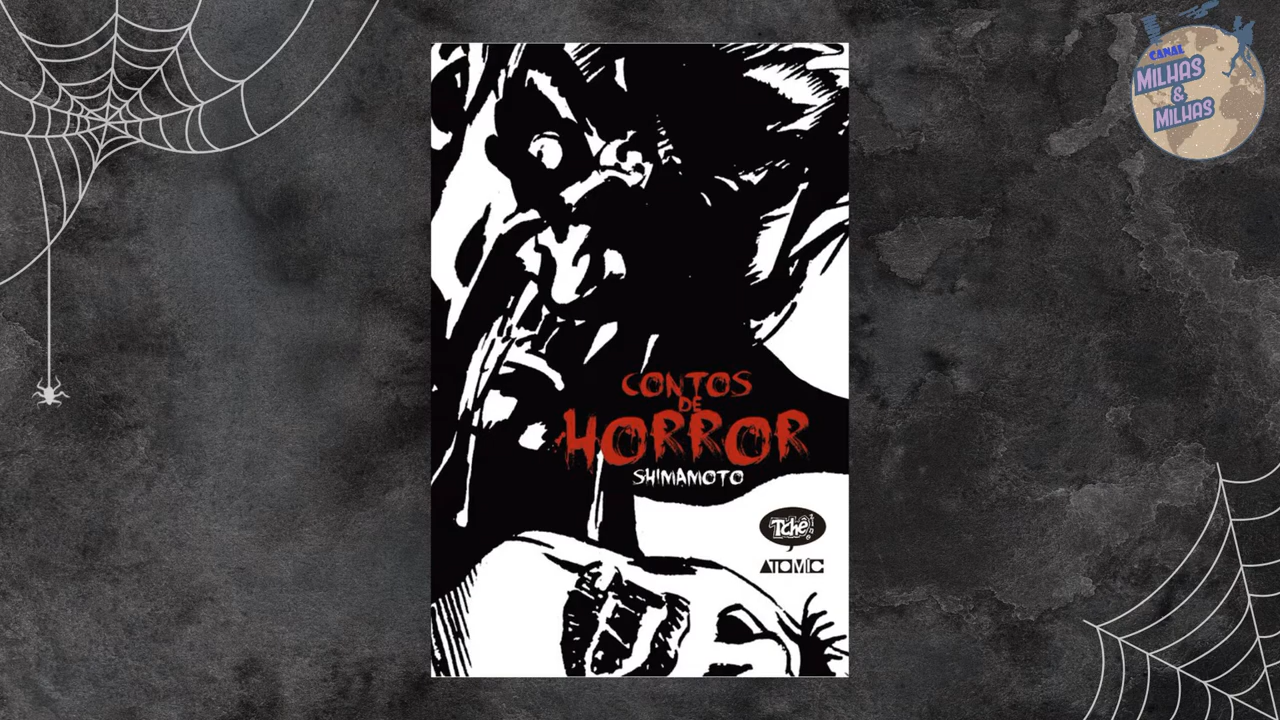 CANAL
MILHAS
&
MILHAS
CONTOS
DE
HORROR
SHIMAMOTO
Tchê!
ATOMIC